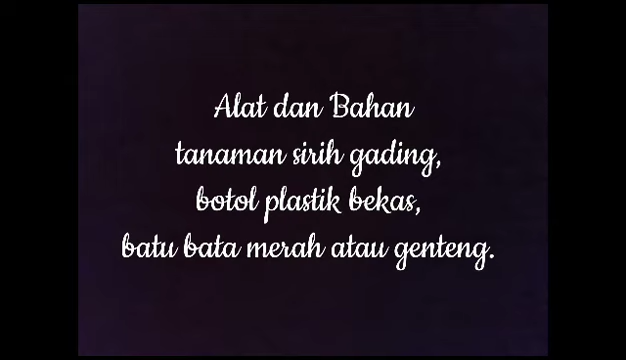 Alat dan Bahan
tanaman sirih gading,
botol plastik bekas,
batu bata merah atau genteng.